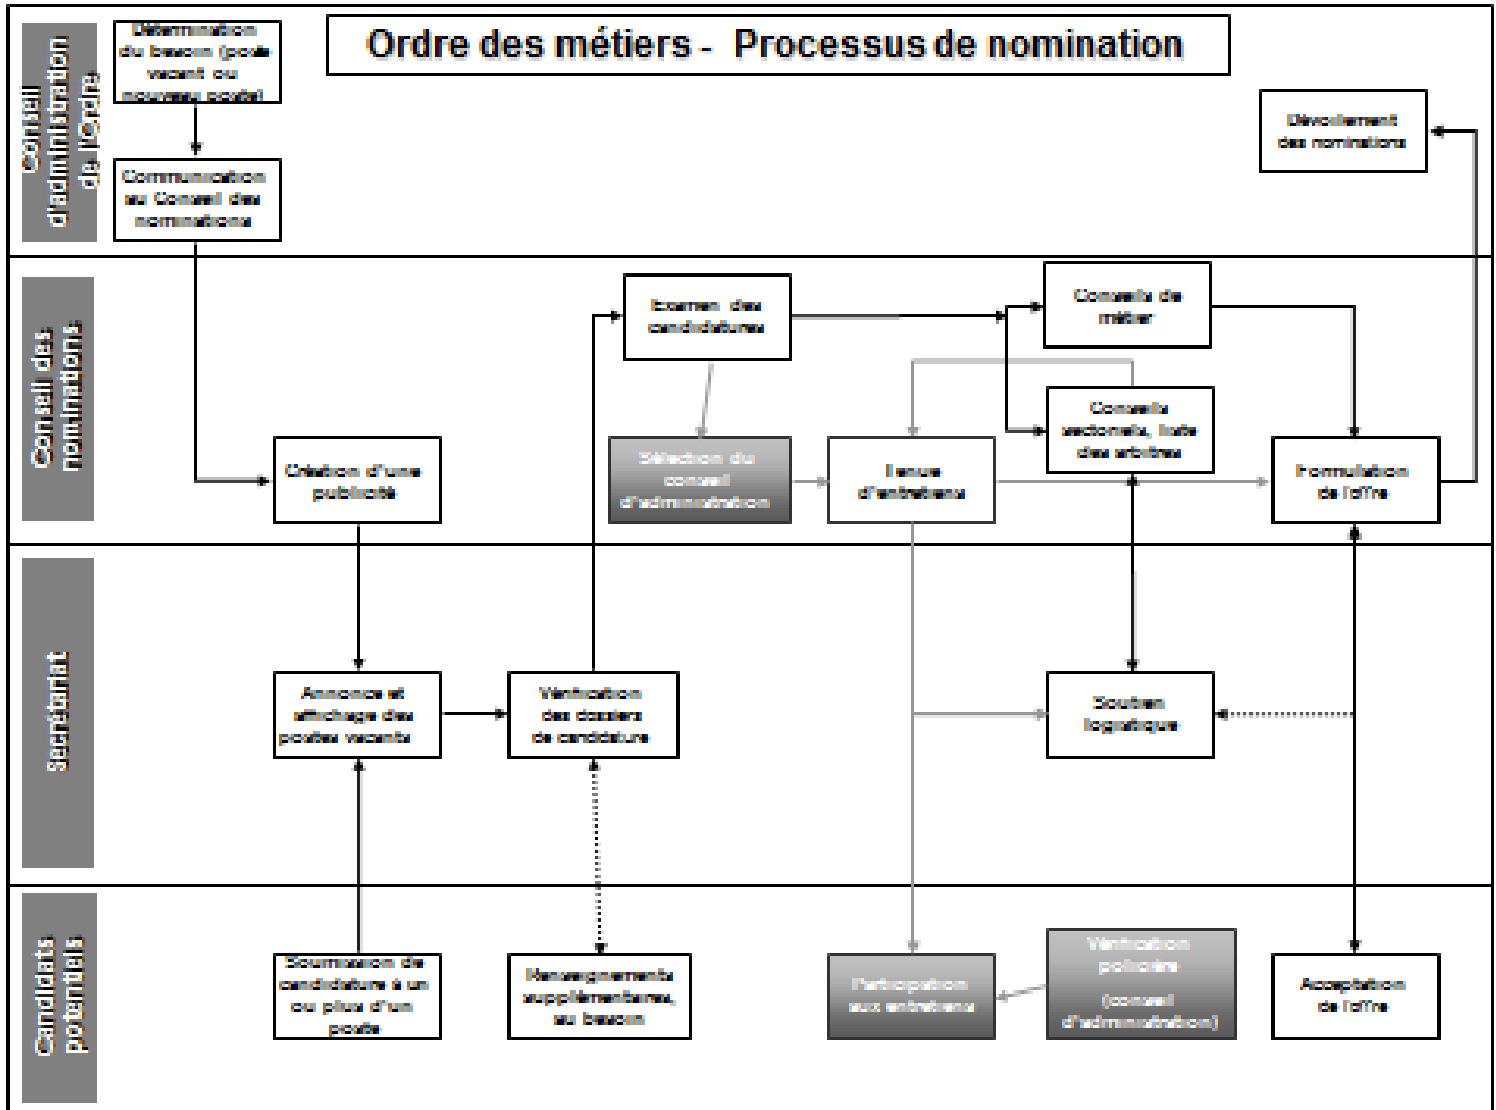 Ordre des métiers - Processus de nomination
Conseil
d'administration
de l'Ordre
Détermination
du besoin (poste
vacant ou
nouveau poste)
Communication
au Conseil des
nominations
Dévoilement
des nominations
Conseil des
nominations
Création d'une
publicité
Examen des
candidatures
Sélection du
conseil
d'administration
Tenue
d'entretiens
Conseils de
métier
Conseils
sectoriels, liste
des arbitres
Formulation
de l'offre
Secrétariat
Annonce et
affichage des
postes vacants
Vérification
des dossiers
de candidature
Soutien
logistique
Candidats
potentiels
Soumission de
candidature à un
ou plus d'un
poste
Renseignements
supplémentaires,
au besoin
Participation
aux entretiens
Vérification
policière
(conseil
d'administration)
Acceptation
de l'offre